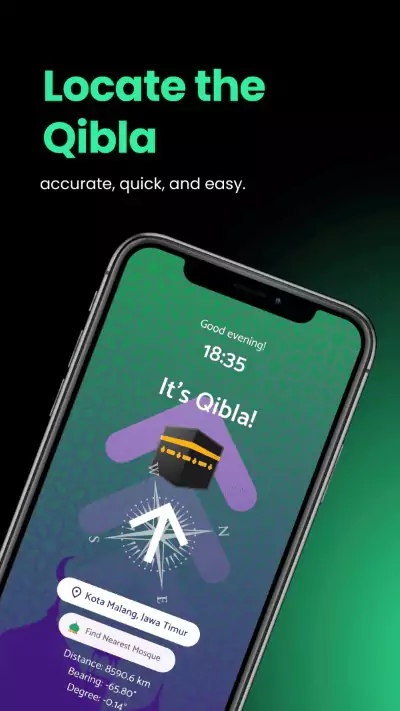 Locate the
Qibla
accurate, quick, and easy.
Good evening!
18:35
It's Qibla!
W
N
S
E
Kota Malang, Jawa Timur
Find Nearest Mosque
Distance: 8590.6 km
Bearing: -65.80°
Degree: -0.14°